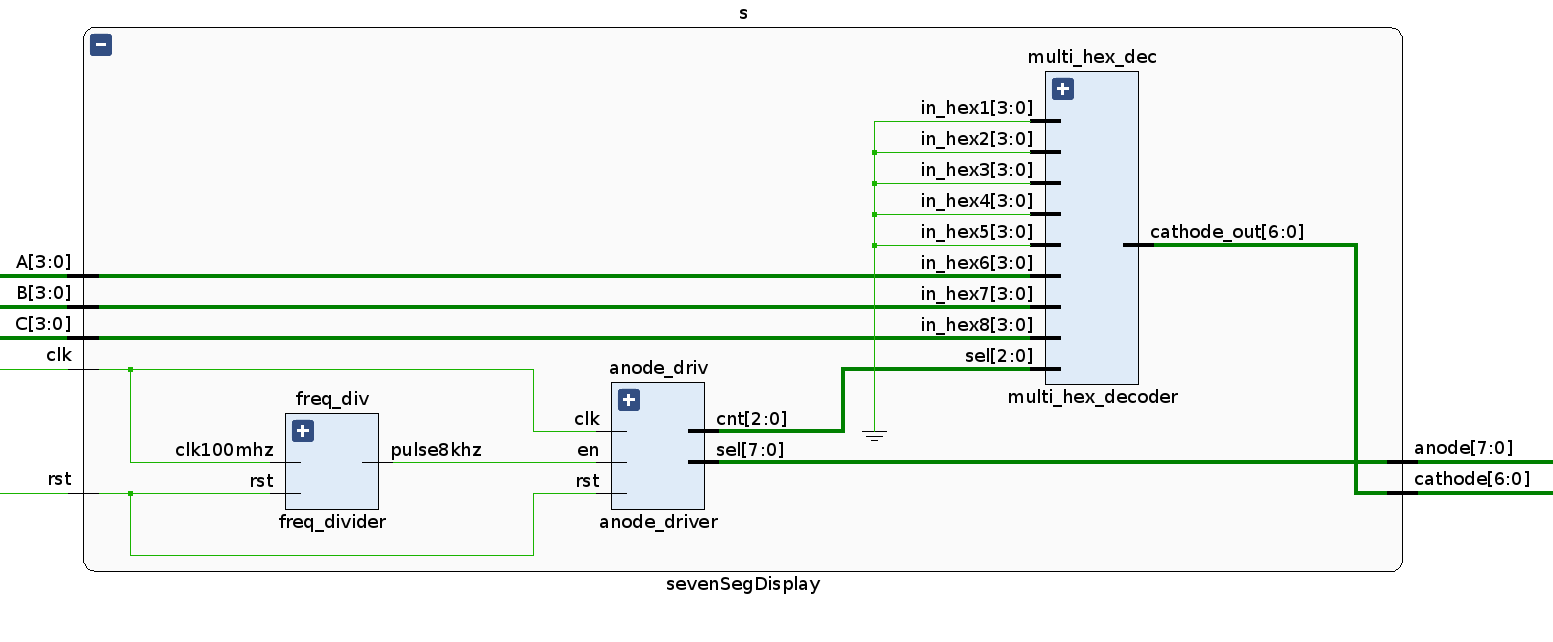 s
multi_hex_dec
in_hex1[3:0]
in_hex2[3:0]
in_hex3[3:0]
in_hex4[3:0]
in_hex5[3:0]
cathode_out[6:0]
A[3:0]
in_hex6[3:0]
B[3:0]
in_hex7[3:0]
C[3:0]
in_hex8[3:0]
clk
sel[2:0]
anode_driv
freq_div
multi_hex_decoder
clk
cnt[2:0]
clk100mhz
pulse8khz
en
sel[7:0]
anode[7:0]
rst
rst
rst
cathode[6:0]
freq_divider
anode_driver
sevenSegDisplay